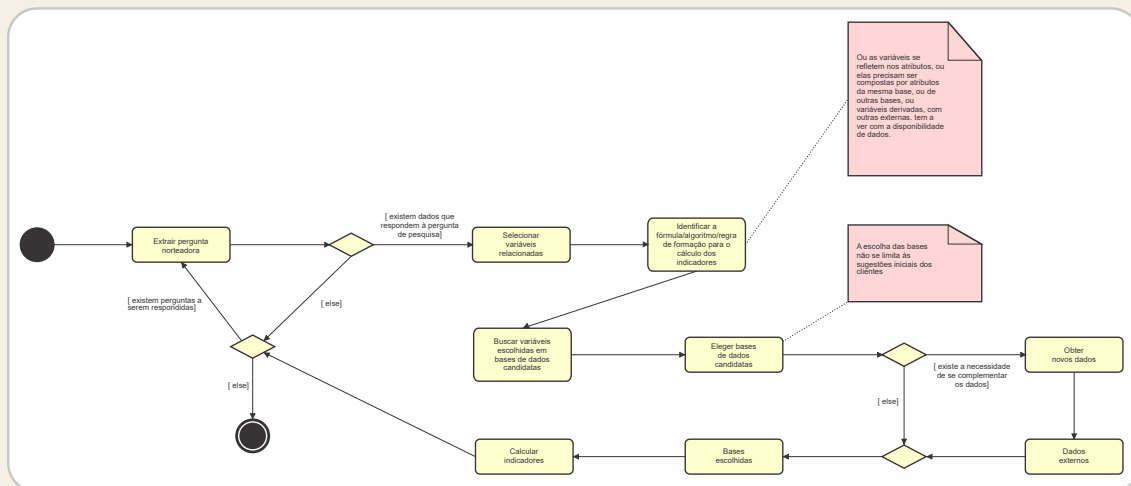 Ou as variáveis se
refletem nos atributos, ou
elas precisam ser
compostas por atributos
da mesma base, ou de
outras bases, ou
variáveis derivadas, com
outras externas. tem a
ver com a disponibilidade
de dados.
[ existem dados que
respondem à pergunta
de pesquisa]
Extrair pergunta
norteadora
Selecionar
variáveis
relacionadas
Identificar a
fórmula/algoritmo/regra
de formação para o
cálculo dos
indicadores
A escolha das bases
não se limita às
sugestões iniciais dos
clientes
[ existem perguntas a
serem respondidas]
[ else]
Buscar variáveis
escolhidas em
bases de dados
candidatas
Eleger bases
de dados
candidatas
Obter
novos dados
[ existe a necessidade
de se complementar
os dados]
[ else]
[ else]
Calcular
indicadores
Bases
escolhidas
Dados
externos